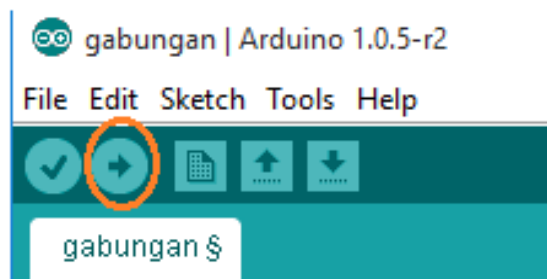 gabungan | Arduino 1.0.5-r2
File Edit Sketch Tools Help
gabungan §